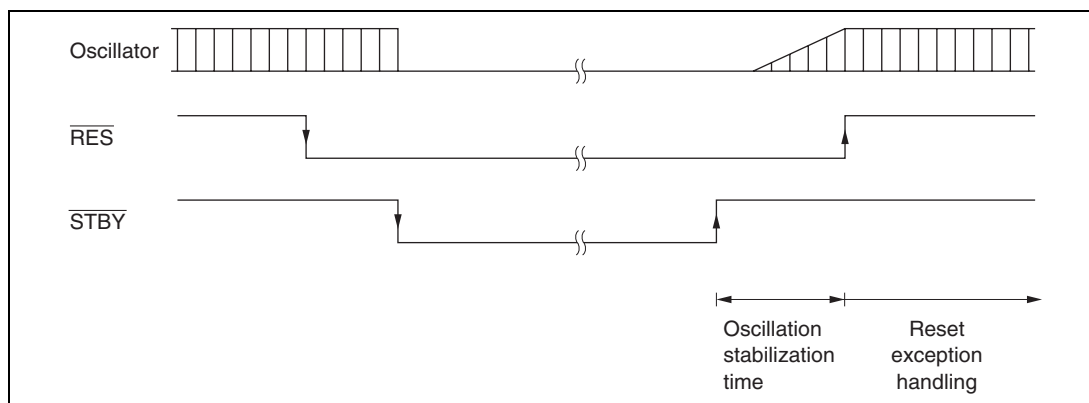 Oscillator
RES
STBY
Oscillation
stabilization
time
Reset
exception
handling